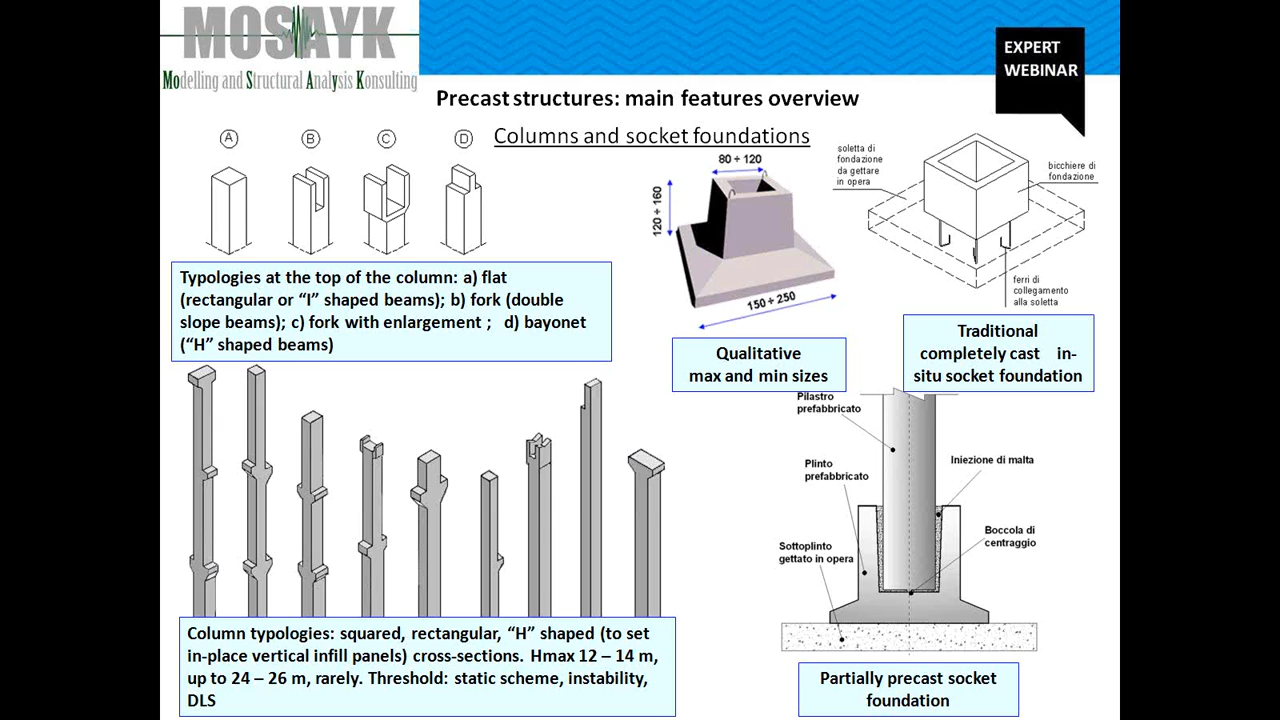 MOSAYK
Modelling and Structural Analysis Konsulting
EXPERT
WEBINAR
Precast structures: main features overview
Columns and socket foundations
A
B
C
D
Typologies at the top of the column: a) flat
(rectangular or “I” shaped beams); b) fork (double
slope beams); c) fork with enlargement ; d) bayonet
(“H” shaped beams)
80 ÷ 120
120 ÷ 160
150 ÷ 250
Qualitative
max and min sizes
soletta di
fondazione
da gettare
in opera
bicchiere di
fondazione
ferri di
collegamento
alla soletta
Traditional
completely cast in-
situ socket foundation
Column typologies: squared, rectangular, “H” shaped (to set
in-place vertical infill panels) cross-sections. Hmax 12 – 14 m,
up to 24 – 26 m, rarely. Threshold: static scheme, instability,
DLS
Pilastro
prefabbricato
Plinto
prefabbricato
Iniezione di malta
Boccola di
centraggio
Sottoplinto
gettato in opera
Partially precast socket
foundation